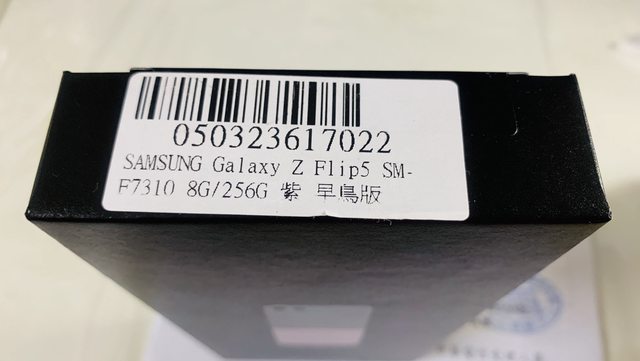 050323617022
SAMSUNG Galaxy Z Flip5 SM-
F7310 8G/256G 紫 早鳥版